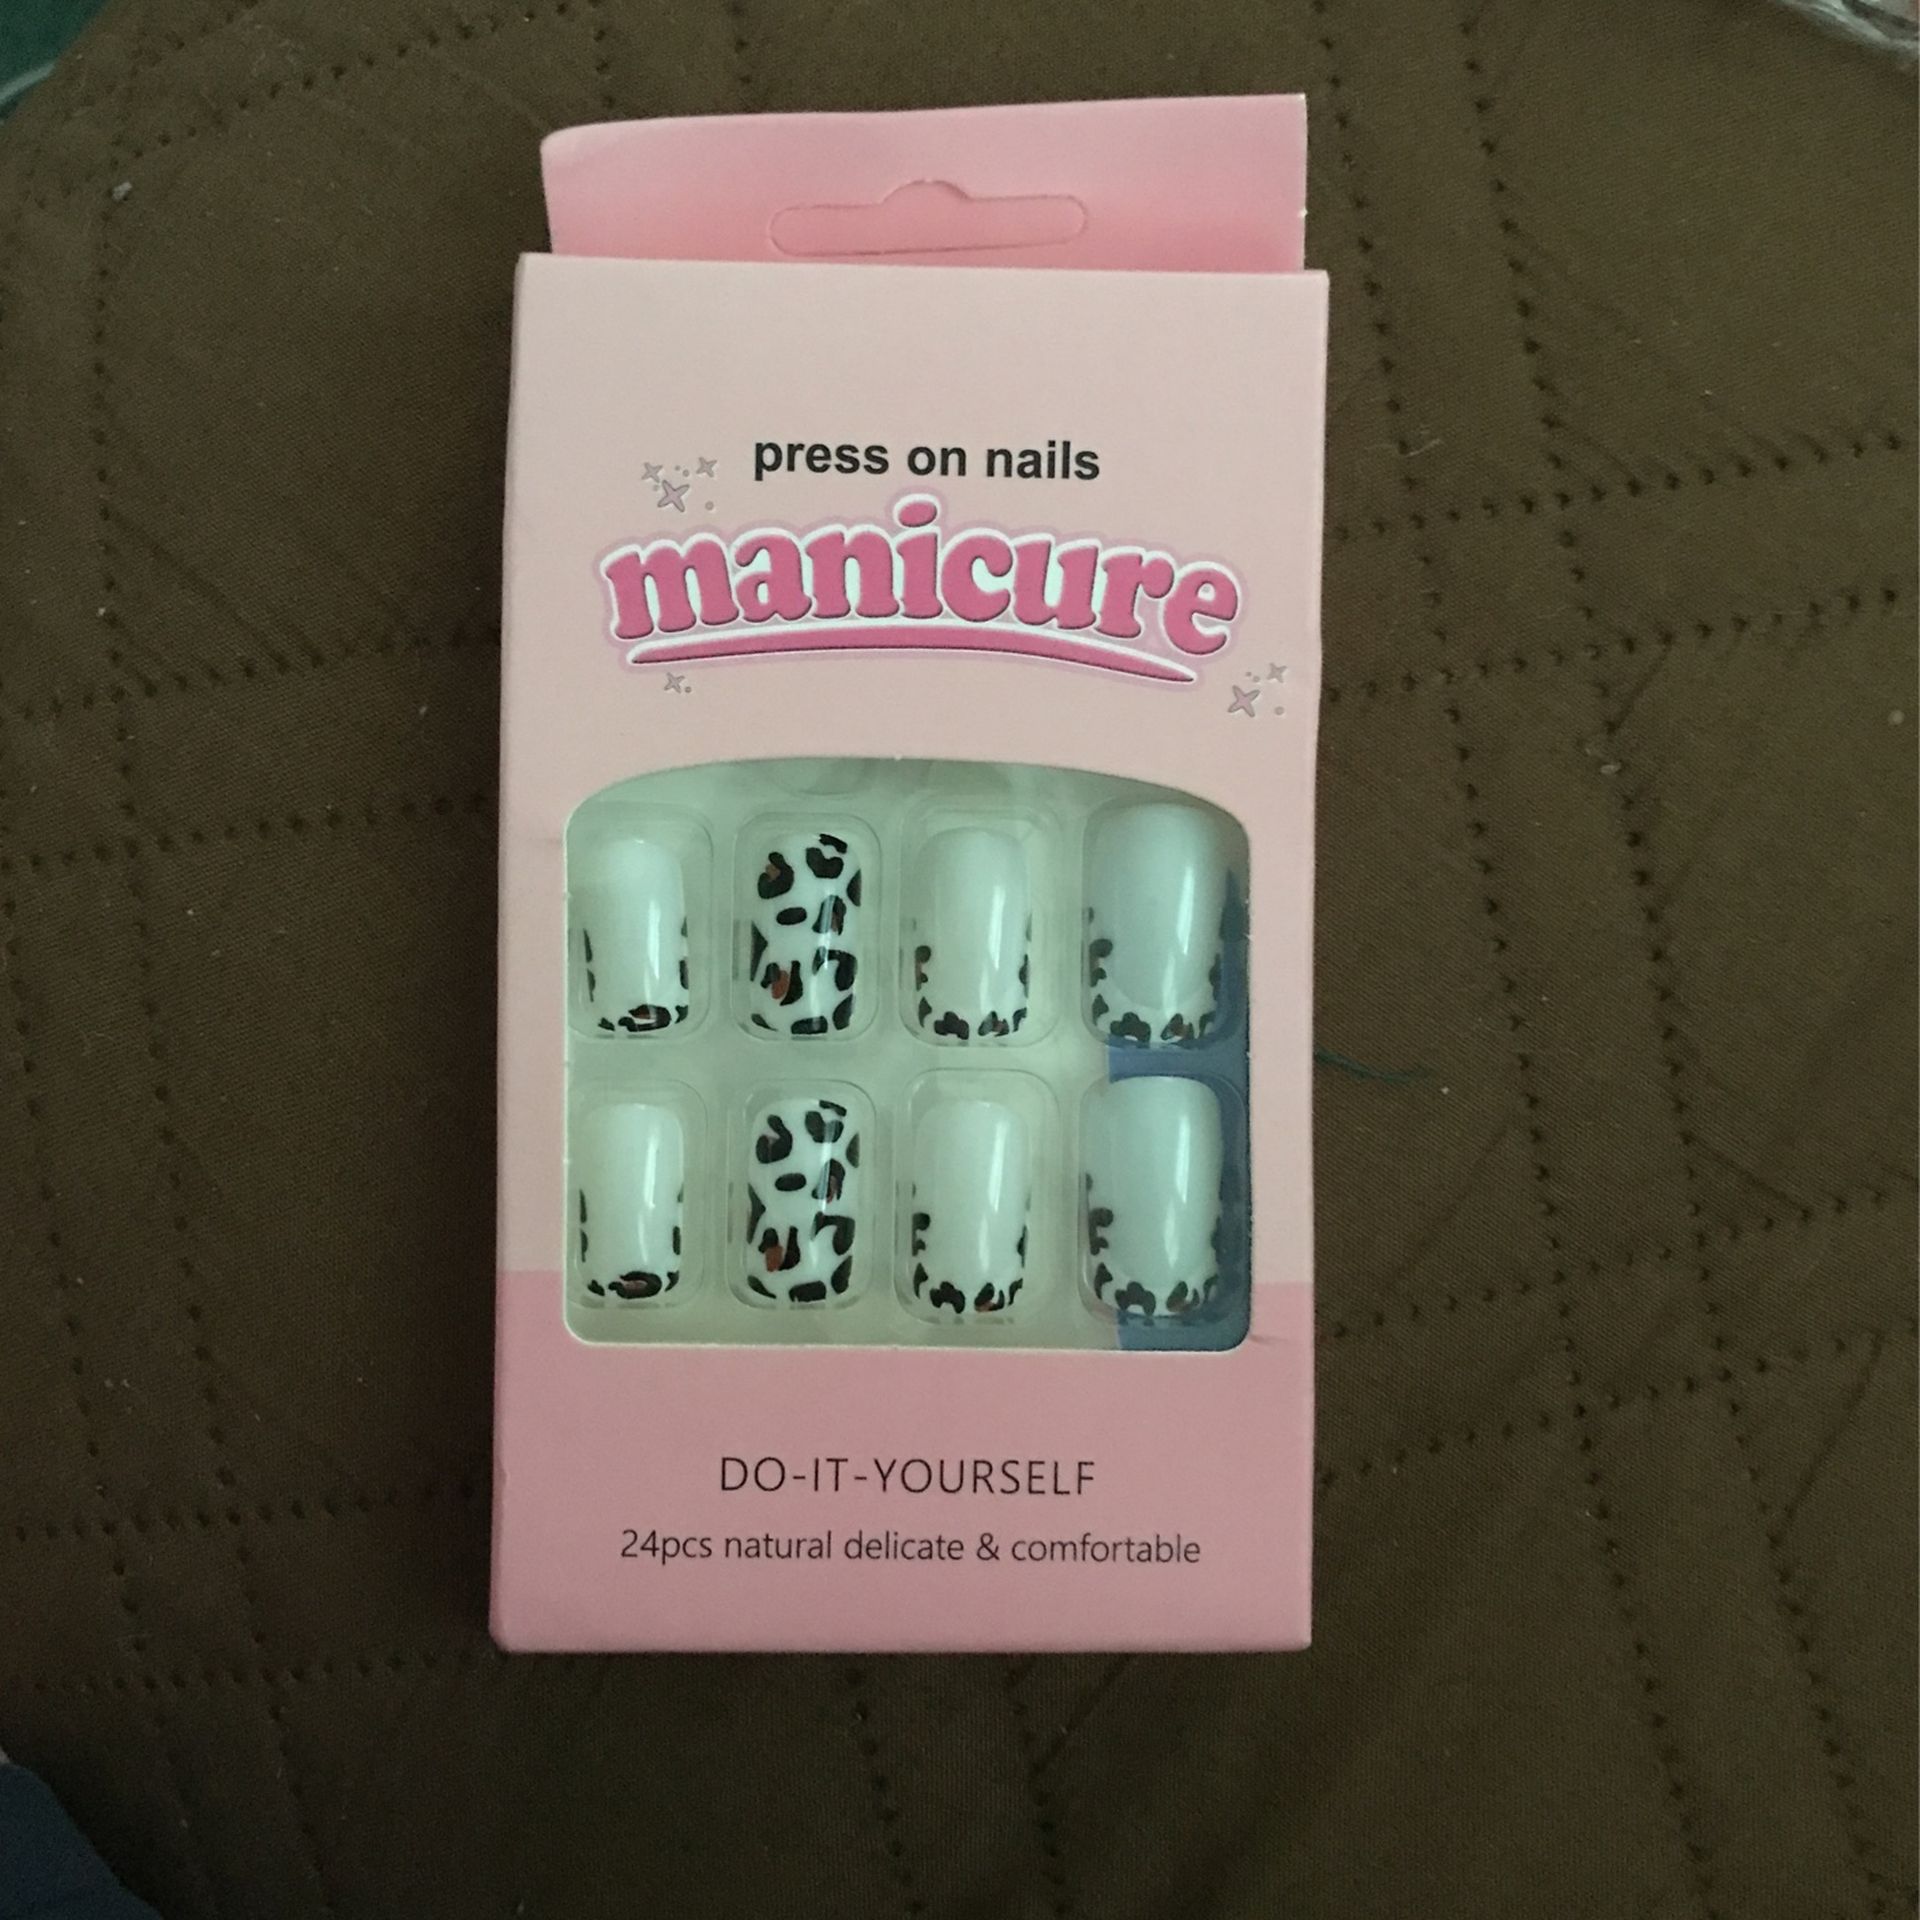 press on nails
manicure
DO-IT-YOURSELF
24pcs natural delicate & comfortable